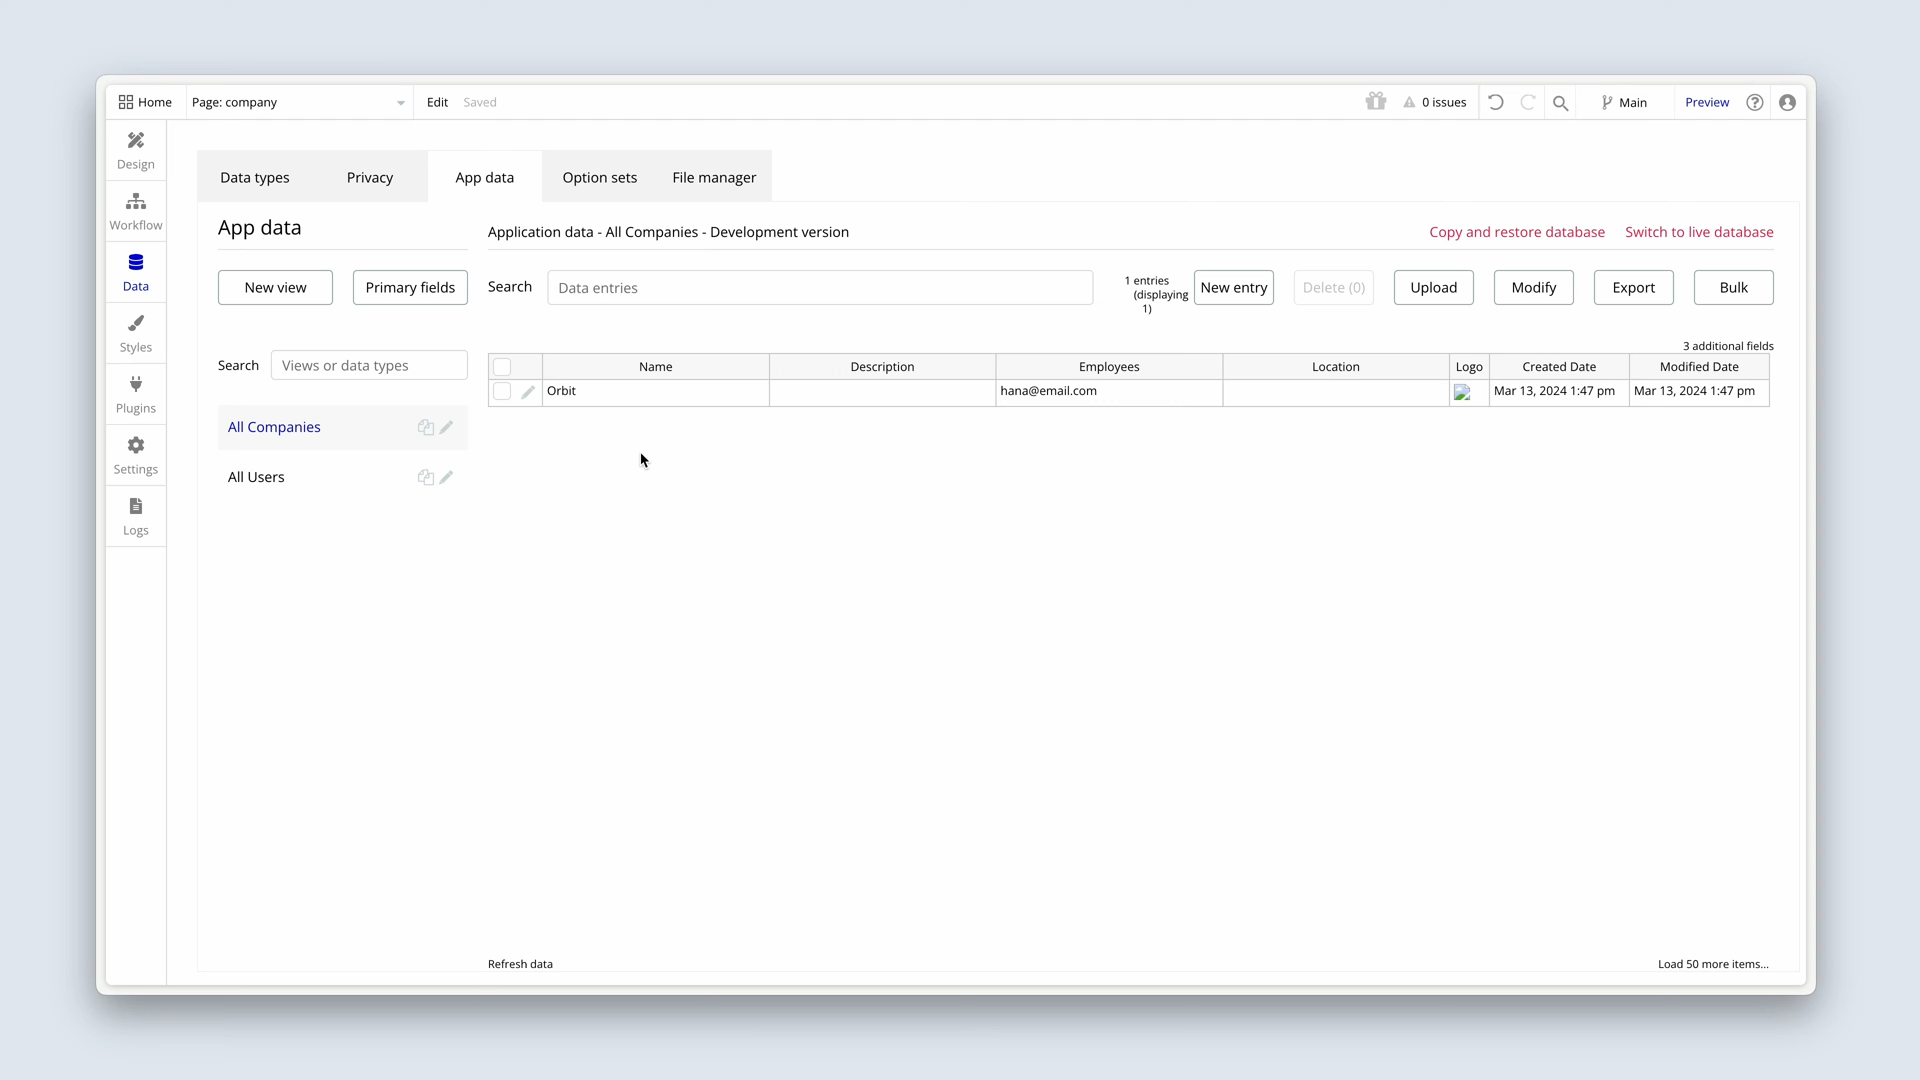 Home
Page: company
Edit
Saved
0 issues
Main
Preview
Design
Workflow
Data
Styles
Plugins
Settings
Logs
Data types
Privacy
App data
Option sets
File manager
App data
Application data - All Companies - Development version
Copy and restore database
Switch to live database
New view
Primary fields
Search
Data entries
1 entries
(displaying
1)
New entry
Delete (0)
Upload
Modify
Export
Bulk
Search
Views or data types
All Companies
All Users
3 additional fields
Name
Description
Employees
Location
Logo
Created Date
Modified Date
Orbit
hana@email.com
Mar 13, 2024 1:47 pm
Mar 13, 2024 1:47 pm
Refresh data
Load 50 more items...